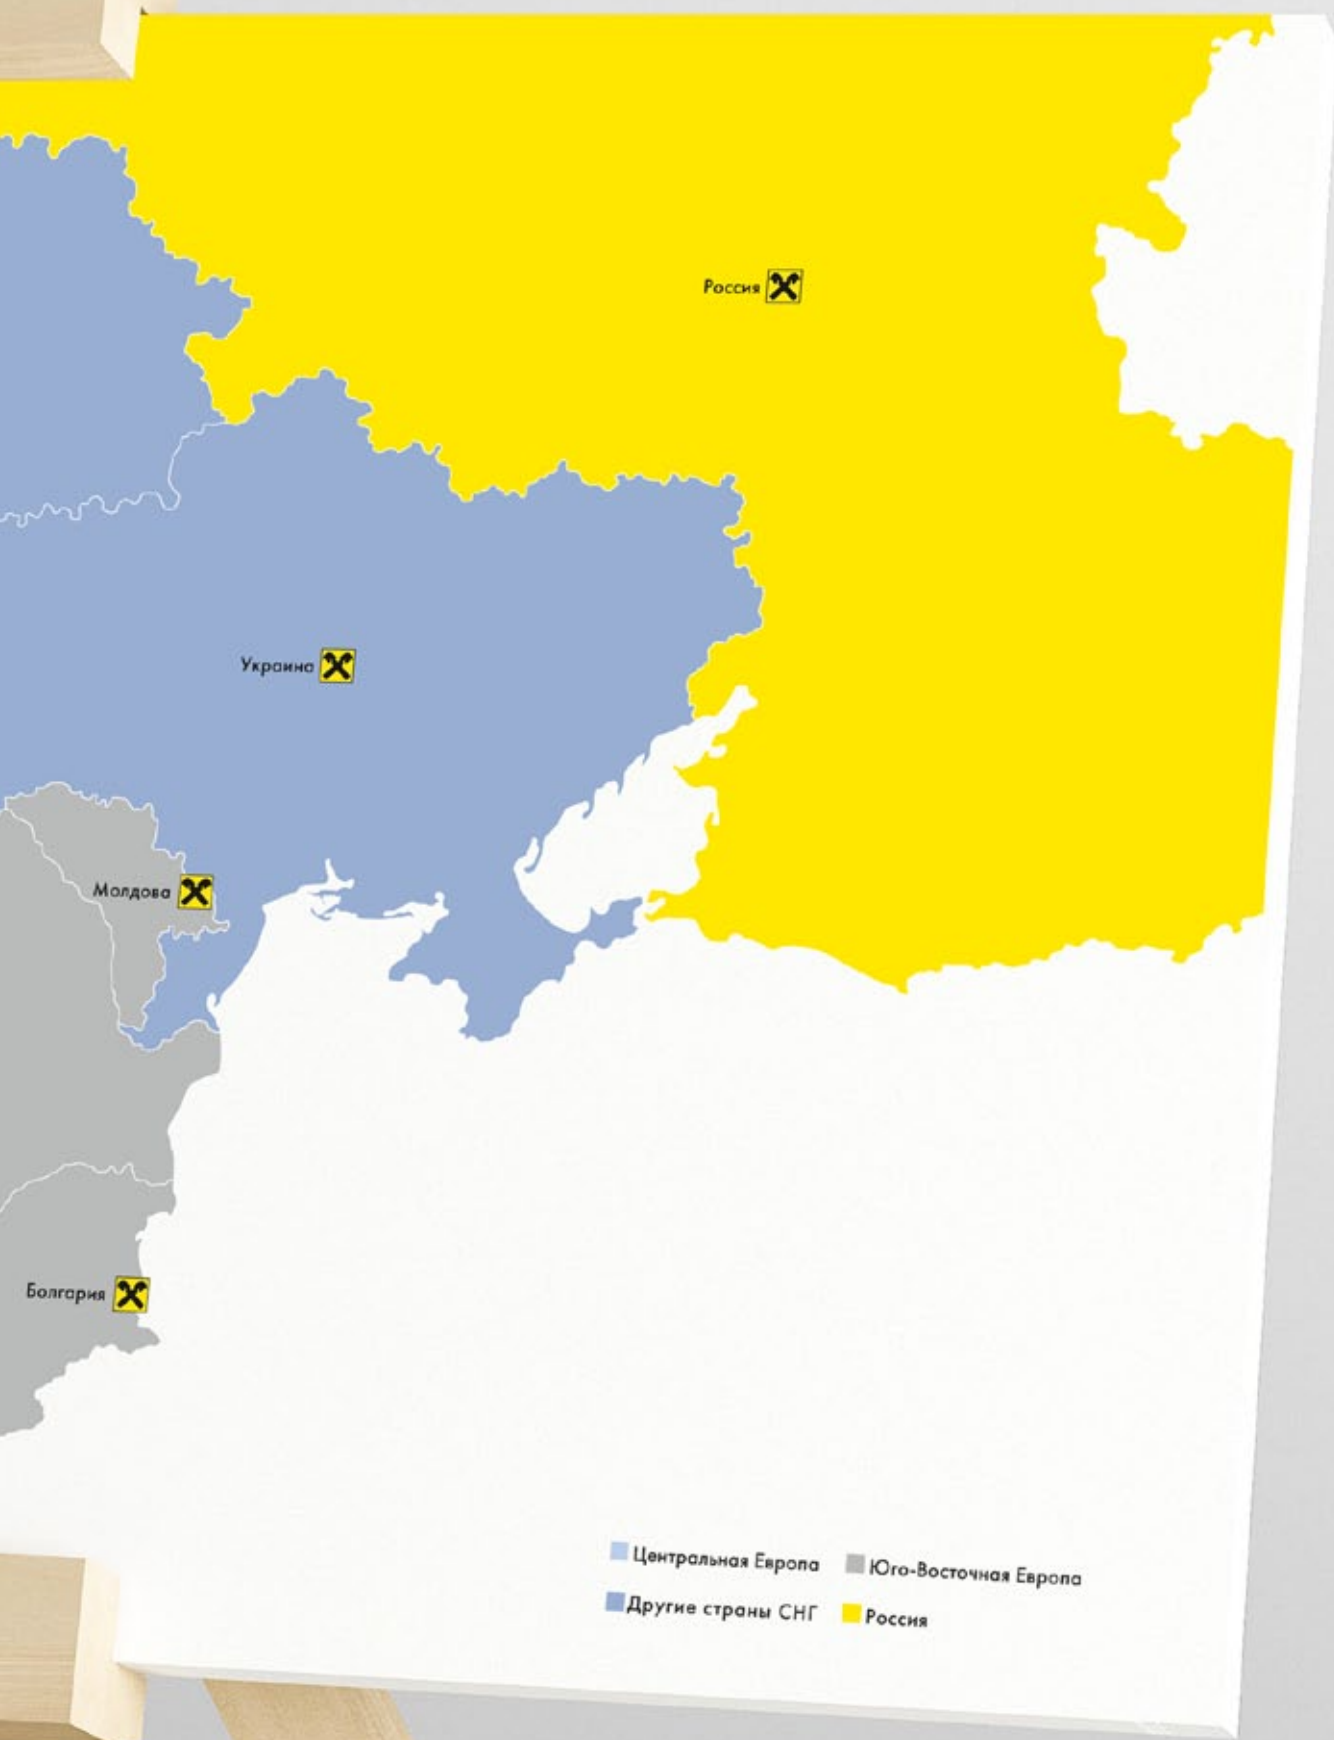 Россия
Украина
Молдова
Болгария
Центральная Европа
Юго-Восточная Европа
Другие страны СНГ
Россия